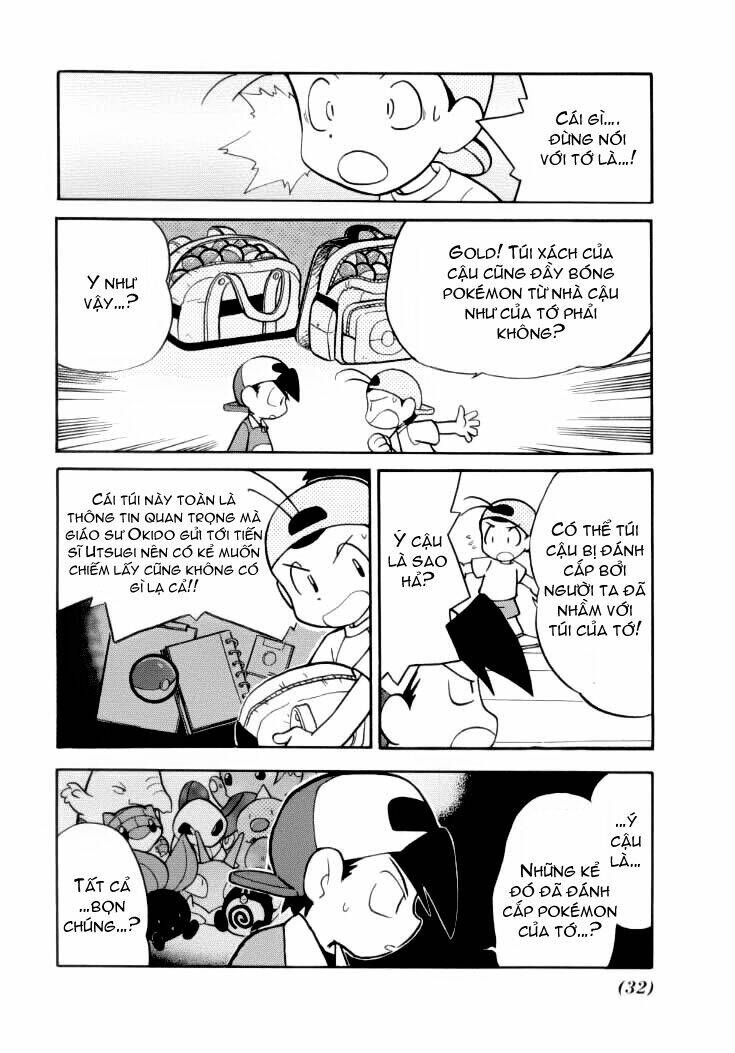 CÁI GÌ....
ĐỪNG NÓI
VỚI TỚ LÀ...!
GOLD! TÚI XÁCH CỦA
CẬU CŨNG ĐẦY BÓNG
POKÉMON TỪ NHÀ CẬU
NHƯ CỦA TỚ PHẢI
KHÔNG?
Y NHƯ
VẬY...?
CÓ THỂ TÚI
CẬU BỊ ĐÁNH
CẮP BỞI
NGƯỜI TA ĐÃ
NHẦM VỚI
TÚI CỦA TỚ!
Ý CẬU
LÀ SAO
HẢ?
CÁI TÚI NÀY TOÀN LÀ
THÔNG TIN QUAN TRỌNG MÀ
GIÁO SƯ OKIDO GỬI TỚI TIẾN
SĨ UTSUGI NÊN CÓ KẺ MUỐN
CHIẾM LẤY CŨNG KHÔNG CÓ
GÌ LẠ CẢ!!
...Ý
CẬU
LÀ...
NHỮNG KẺ
ĐÓ ĐÃ ĐÁNH
CẮP POKÉMON
CỦA TỚ...?
TẤT CẢ
...BỌN
CHÚNG...?
(32)